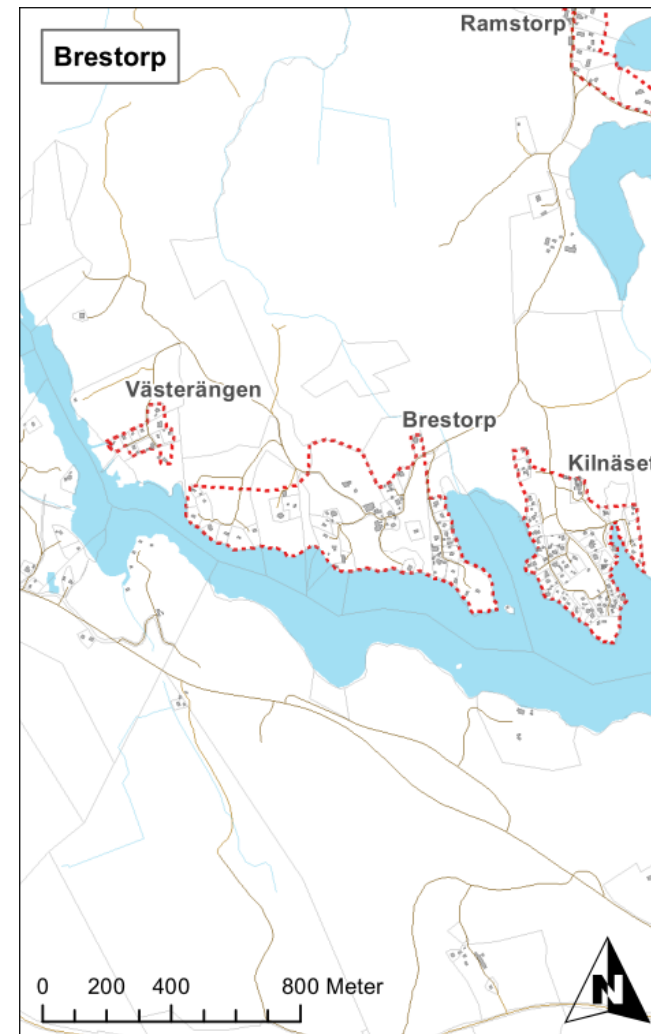 Ramstorp
Brestorp
Västerängen
Brestorp
Kilnäset
0 200 400 800 Meter
N